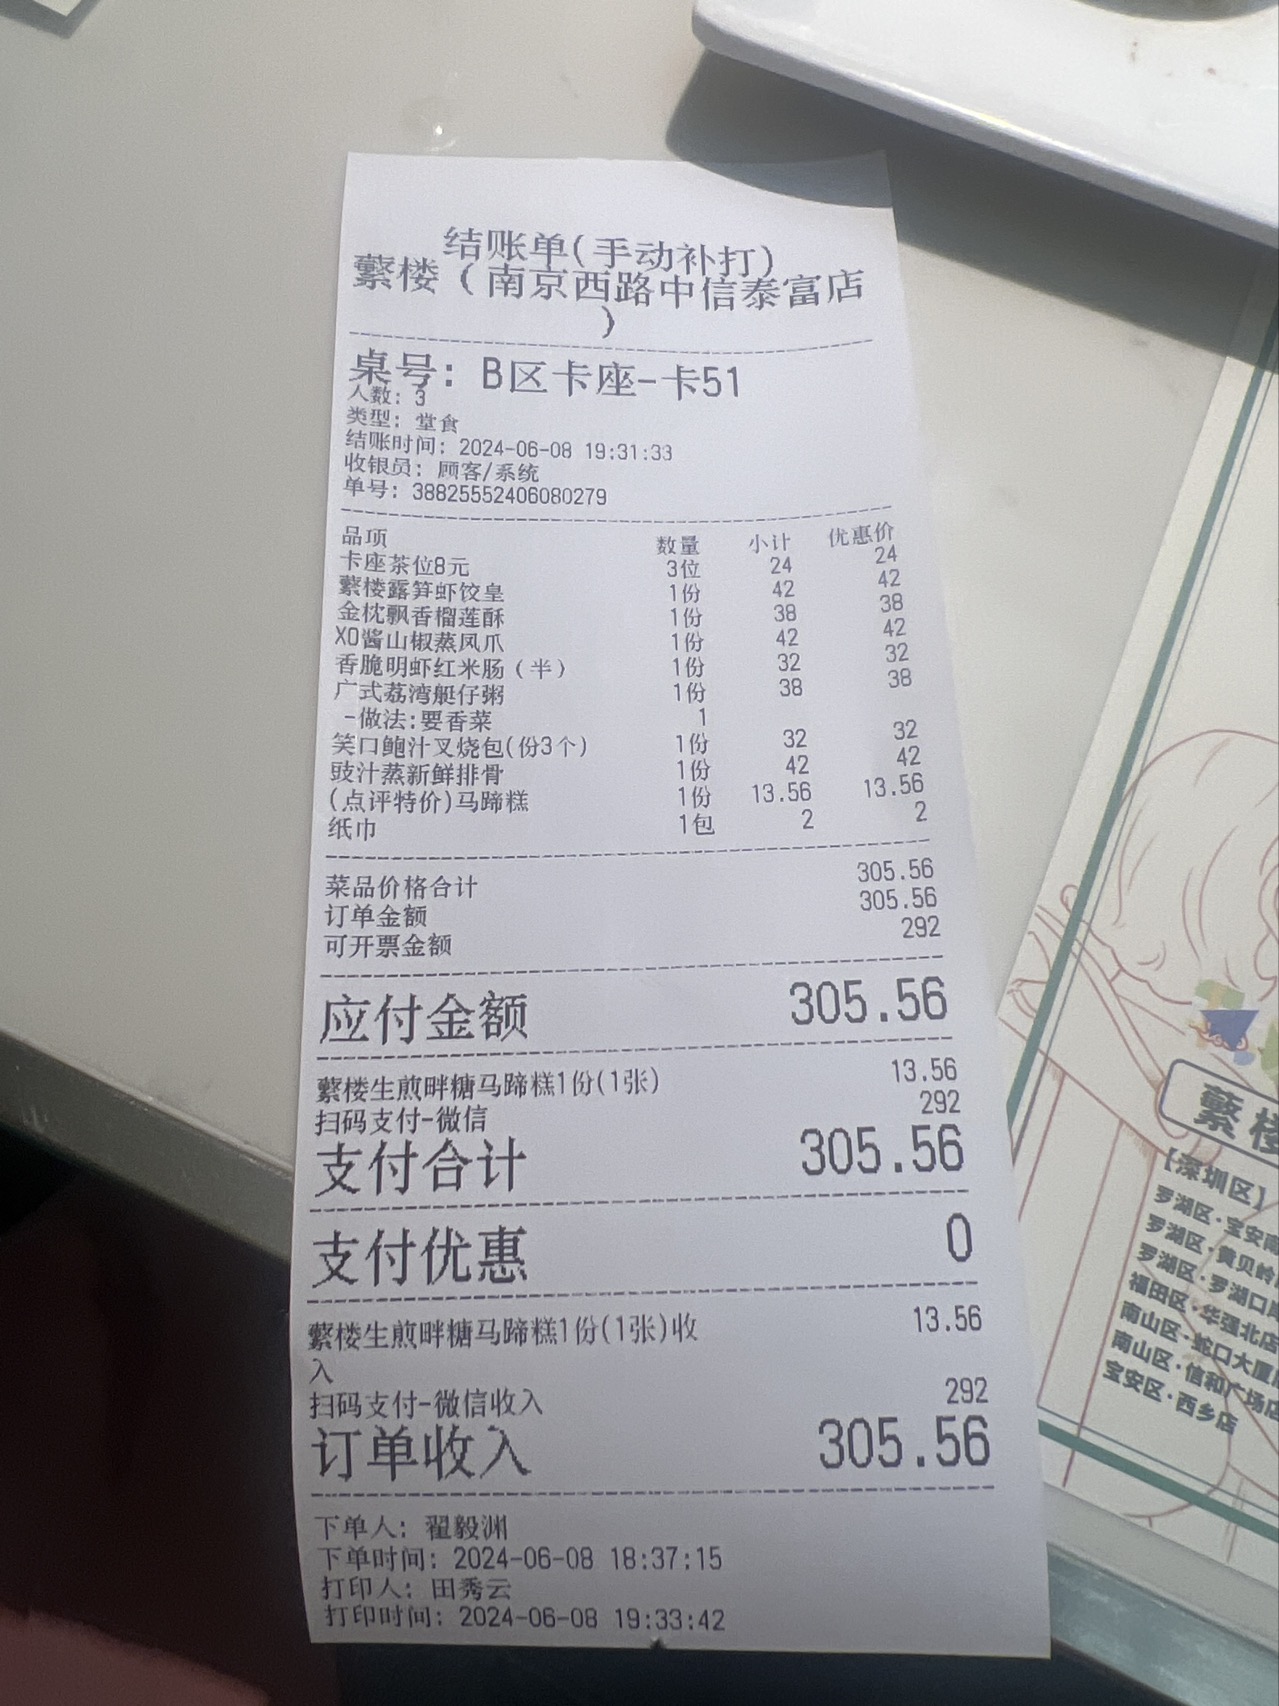 结账单(手动补打)
蘩楼（南京西路中信泰富店
）
桌号: B区卡座-卡51
人数: 3
类型: 堂食
结账时间: 2024-06-08 19:31:33
收银员: 顾客/系统
单号: 38825552406080279
品项 数量 小计 优惠价
卡座茶位8元 3位 24 24
蘩楼露笋虾饺皇 1份 42 42
金枕飘香榴莲酥 1份 38 38
XO酱山椒蒸凤爪 1份 42 42
香脆明虾红米肠（半） 1份 32 32
广式荔湾艇仔粥 1份 38 38
-做法:要香菜 1
笑口鲍汁叉烧包(份3个) 1份 32 32
豉汁蒸新鲜排骨 1份 42 42
(点评特价)马蹄糕 1份 13.56 13.56
纸巾 1包 2 2
菜品价格合计 305.56
订单金额 305.56
可开票金额 292
应付金额 305.56
蘩楼生煎畔糖马蹄糕1份(1张) 13.56
扫码支付-微信 292
支付合计 305.56
支付优惠 0
蘩楼生煎畔糖马蹄糕1份(1张)收 13.56
入
扫码支付-微信收入 292
订单收入 305.56
下单人: 翟毅渊
下单时间: 2024-06-08 18:37:15
打印人: 田秀云
打印时间: 2024-06-08 19:33:42
蘩楼
【深圳区】
罗湖区·宝安南
罗湖区·黄贝岭
罗湖区·罗湖口岸
福田区·华强北店
南山区·蛇口大厦
南山区·信和广场店
宝安区·西乡店